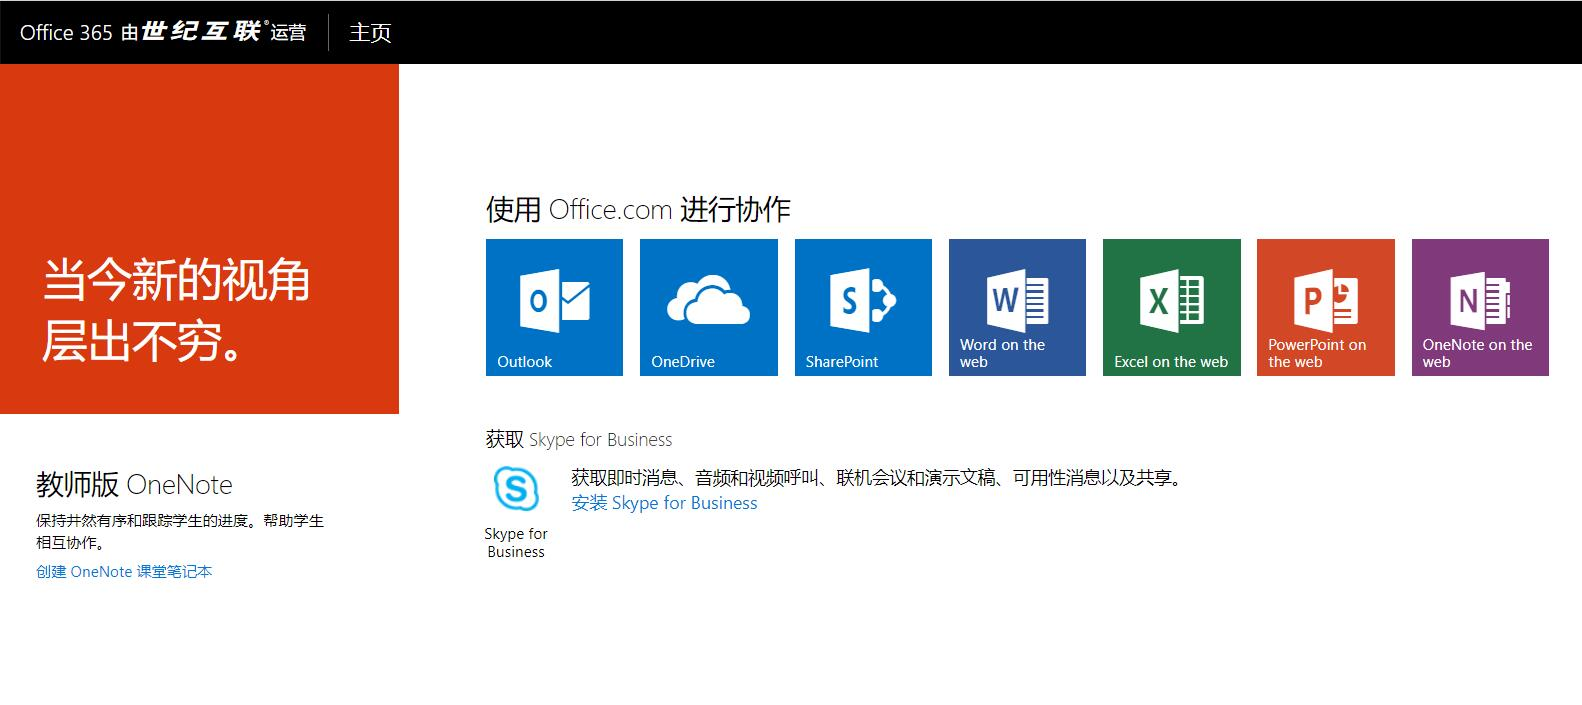 Office 365 由世纪互联®运营 主页
当今新的视角
层出不穷。
教师版 OneNote
保持井然有序和跟踪学生的进度。帮助学生
相互协作。
创建 OneNote 课堂笔记本
使用 Office.com 进行协作
Outlook
OneDrive
SharePoint
Word on the
web
Excel on the web
PowerPoint on
the web
OneNote on the
web
获取 Skype for Business
Skype for
Business
获取即时消息、音频和视频呼叫、联机会议和演示文稿、可用性消息以及共享。
安装 Skype for Business